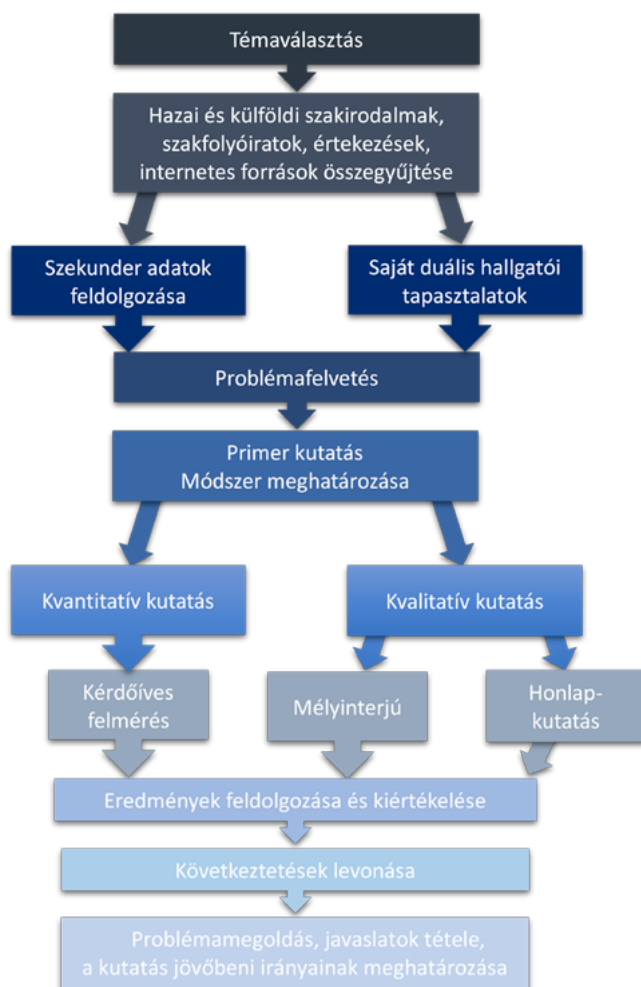 Témaválasztás
Hazai és külföldi szakirodalmak,
szakfolyóiratok, értekezések,
internetes források összegyűjtése
Szekunder adatok
feldolgozása
Saját duális hallgatói
tapasztalatok
Problémafelvetés
Primer kutatás
Módszer meghatározása
Kvantitatív kutatás
Kvalitatív kutatás
Kérdőíves
felmérés
Mélyinterjú
Honlap-
kutatás
Eredmények feldolgozása és kiértékelése
Következtetések levonása
Problémamegoldás, javaslatok tétele,
a kutatás jövőbeni irányainak meghatározása